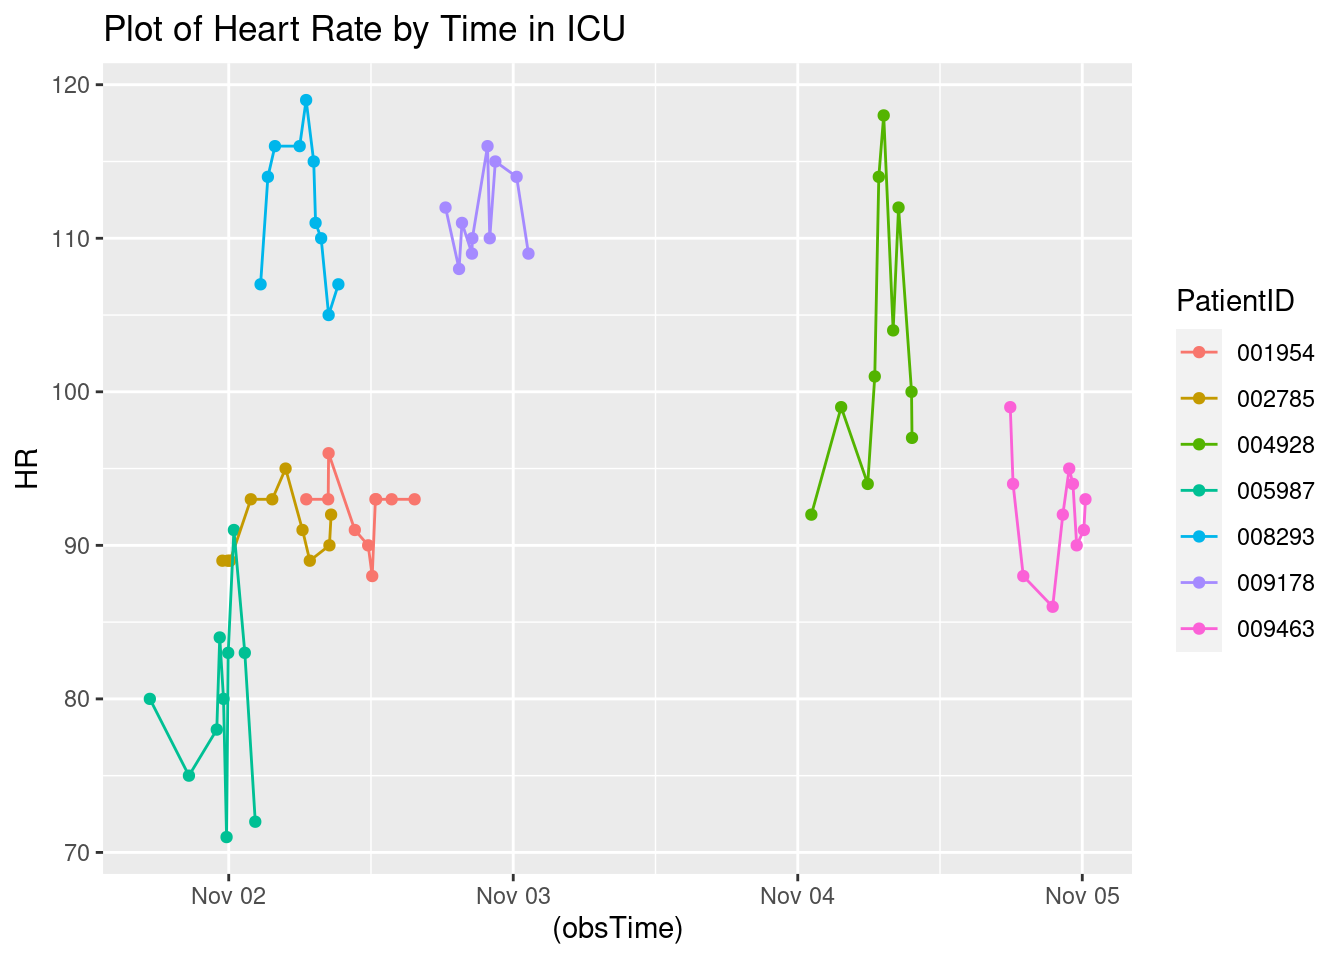 Plot of Heart Rate by Time in ICU
120
110
100
90
80
70
HR
Nov 02
Nov 03
Nov 04
Nov 05
(obsTime)
PatientID
001954
002785
004928
005987
008293
009178
009463